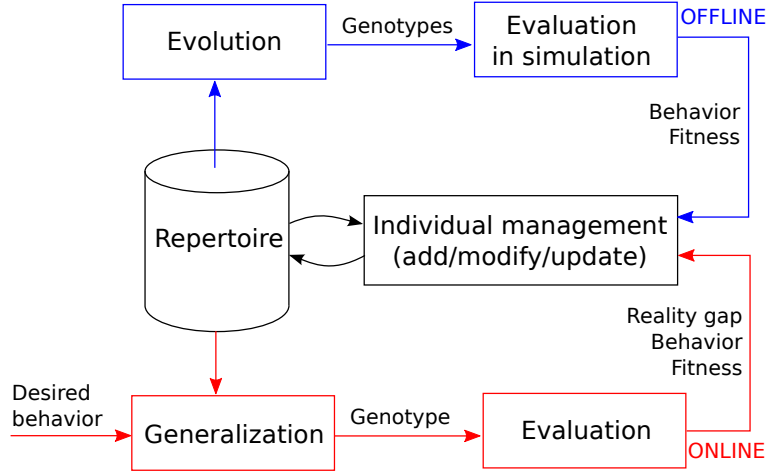 Evolution
Genotypes
Evaluation
in simulation
OFFLINE
Behavior
Fitness
Repertoire
Individual management
(add/modify/update)
Reality gap
Behavior
Fitness
Desired
behavior
Generalization
Genotype
Evaluation
ONLINE